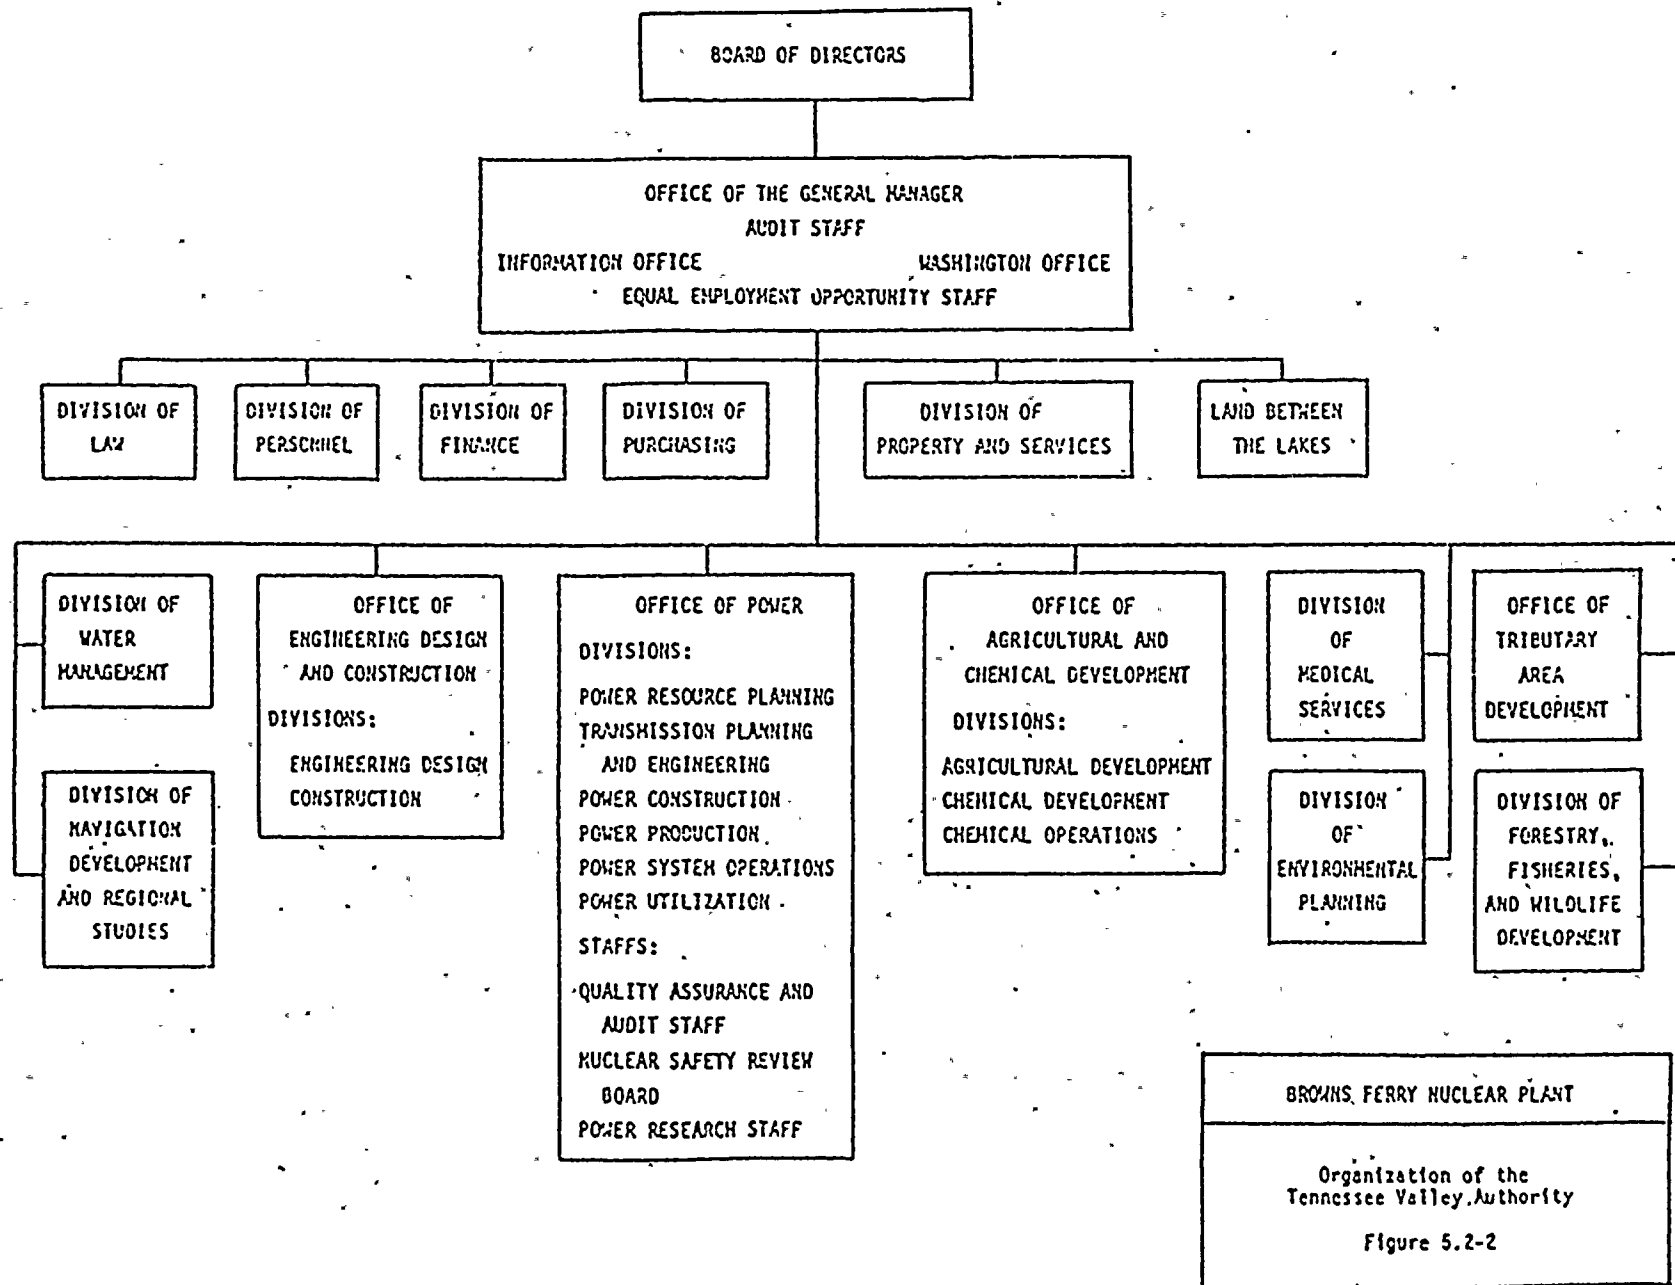 BOARD OF DIRECTORS
OFFICE OF THE GENERAL MANAGER
AUDIT STAFF
INFORMATION OFFICE WASHINGTON OFFICE
EQUAL EMPLOYMENT OPPORTUNITY STAFF
DIVISION OF
LAW
DIVISION OF
PERSONNEL
DIVISION OF
FINANCE
DIVISION OF
PURCHASING
DIVISION OF
PROPERTY AND SERVICES
LAND BETWEEN
THE LAKES
DIVISION OF
WATER
MANAGEMENT
DIVISION OF
NAVIGATION
DEVELOPMENT
AND REGIONAL
STUDIES
OFFICE OF
ENGINEERING DESIGN
AND CONSTRUCTION
DIVISIONS:
ENGINEERING DESIGN
CONSTRUCTION
OFFICE OF POWER
DIVISIONS:
POWER RESOURCE PLANNING
TRANSMISSION PLANNING
AND ENGINEERING
POWER CONSTRUCTION
POWER PRODUCTION
POWER SYSTEM OPERATIONS
POWER UTILIZATION
STAFFS:
QUALITY ASSURANCE AND
AUDIT STAFF
NUCLEAR SAFETY REVIEW
BOARD
POWER RESEARCH STAFF
OFFICE OF
AGRICULTURAL AND
CHEMICAL DEVELOPMENT
DIVISIONS:
AGRICULTURAL DEVELOPMENT
CHEMICAL DEVELOPMENT
CHEMICAL OPERATIONS
DIVISION
OF
MEDICAL
SERVICES
DIVISION
OF
ENVIRONMENTAL
PLANNING
OFFICE OF
TRIBUTARY
AREA
DEVELOPMENT
DIVISION OF
FORESTRY,
FISHERIES,
AND WILDLIFE
DEVELOPMENT
BROWNS FERRY NUCLEAR PLANT
Organization of the
Tennessee Valley Authority
Figure 5.2-2